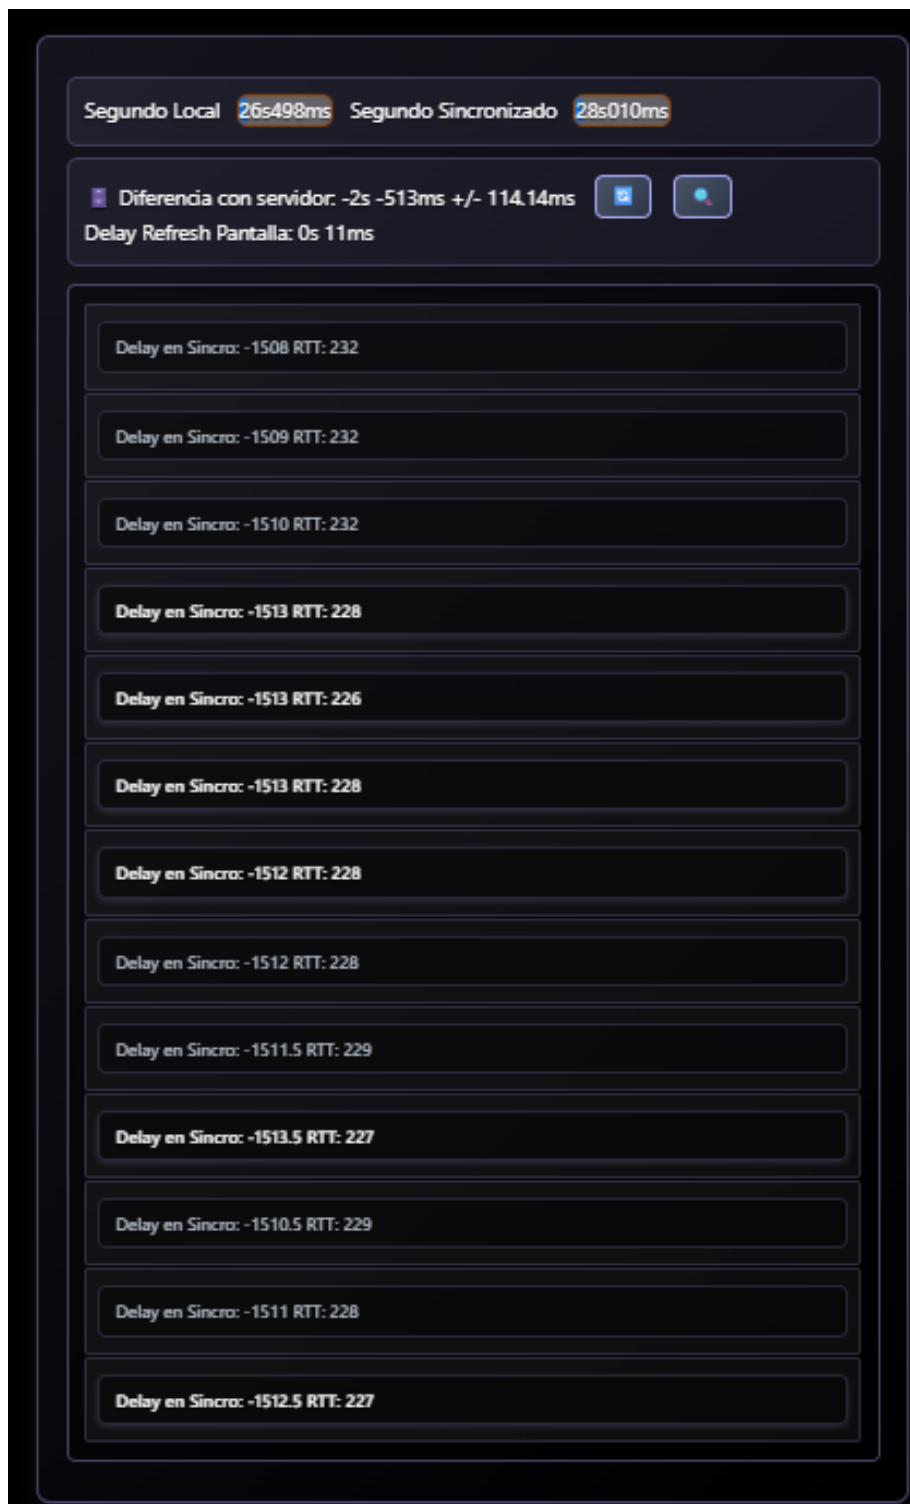 Segundo Local 26s498ms Segundo Sincronizado 28s010ms
Diferencia con servidor: -2s -513ms +/- 114.14ms
Delay Refresh Pantalla: 0s 11ms
Delay en Sincro: -1508 RTT: 232
Delay en Sincro: -1509 RTT: 232
Delay en Sincro: -1510 RTT: 232
Delay en Sincro: -1513 RTT: 228
Delay en Sincro: -1513 RTT: 226
Delay en Sincro: -1513 RTT: 228
Delay en Sincro: -1512 RTT: 228
Delay en Sincro: -1512 RTT: 228
Delay en Sincro: -1511.5 RTT: 229
Delay en Sincro: -1513.5 RTT: 227
Delay en Sincro: -1510.5 RTT: 229
Delay en Sincro: -1511 RTT: 228
Delay en Sincro: -1512.5 RTT: 227